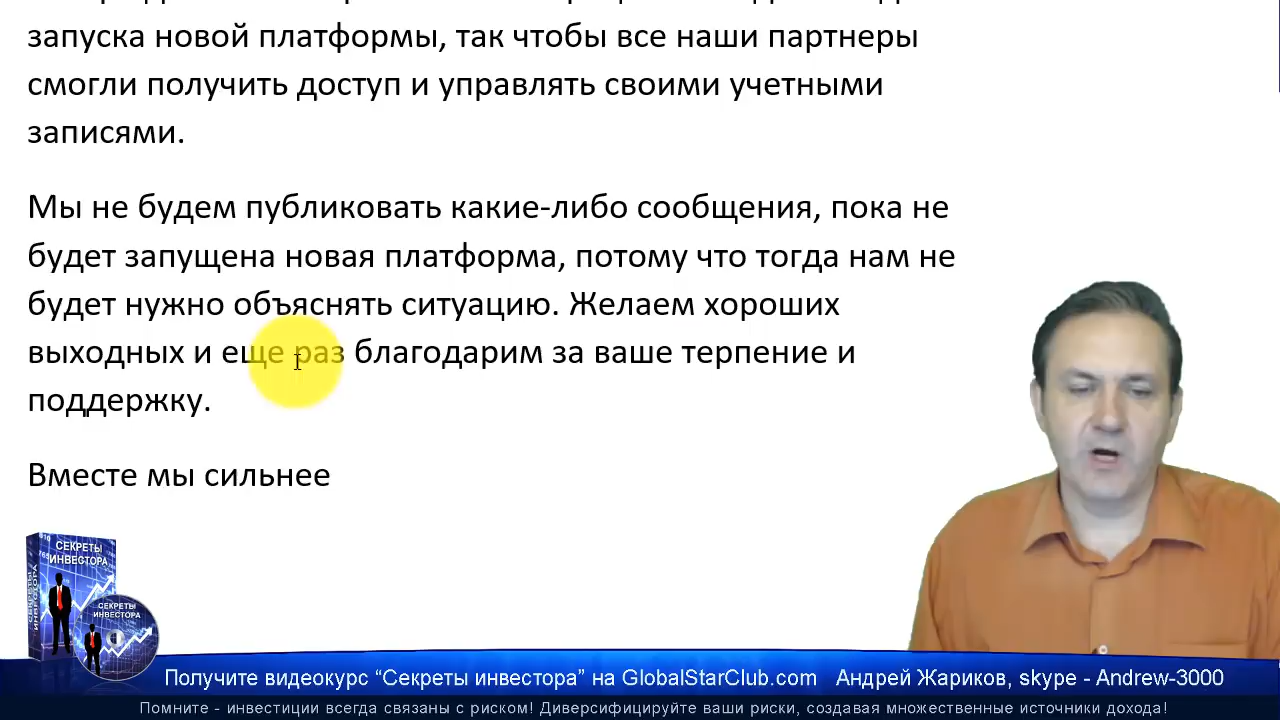 запуска новой платформы, так чтобы все наши партнеры
смогли получить доступ и управлять своими учетными
записями.
Мы не будем публиковать какие-либо сообщения, пока не
будет запущена новая платформа, потому что тогда нам не
будет нужно объяснять ситуацию. Желаем хороших
выходных и еще раз благодарим за ваше терпение и
поддержку.
Вместе мы сильнее
СЕКРЕТЫ
ИНВЕСТОРА
СЕКРЕТЫ
ИНВЕСТОРА
Получите видеокурс “Секреты инвестора” на GlobalStarClub.com Андрей Жариков, skype - Andrew-3000
Помните - инвестиции всегда связаны с риском! Диверсифицируйте ваши риски, создавая множественные источники дохода!